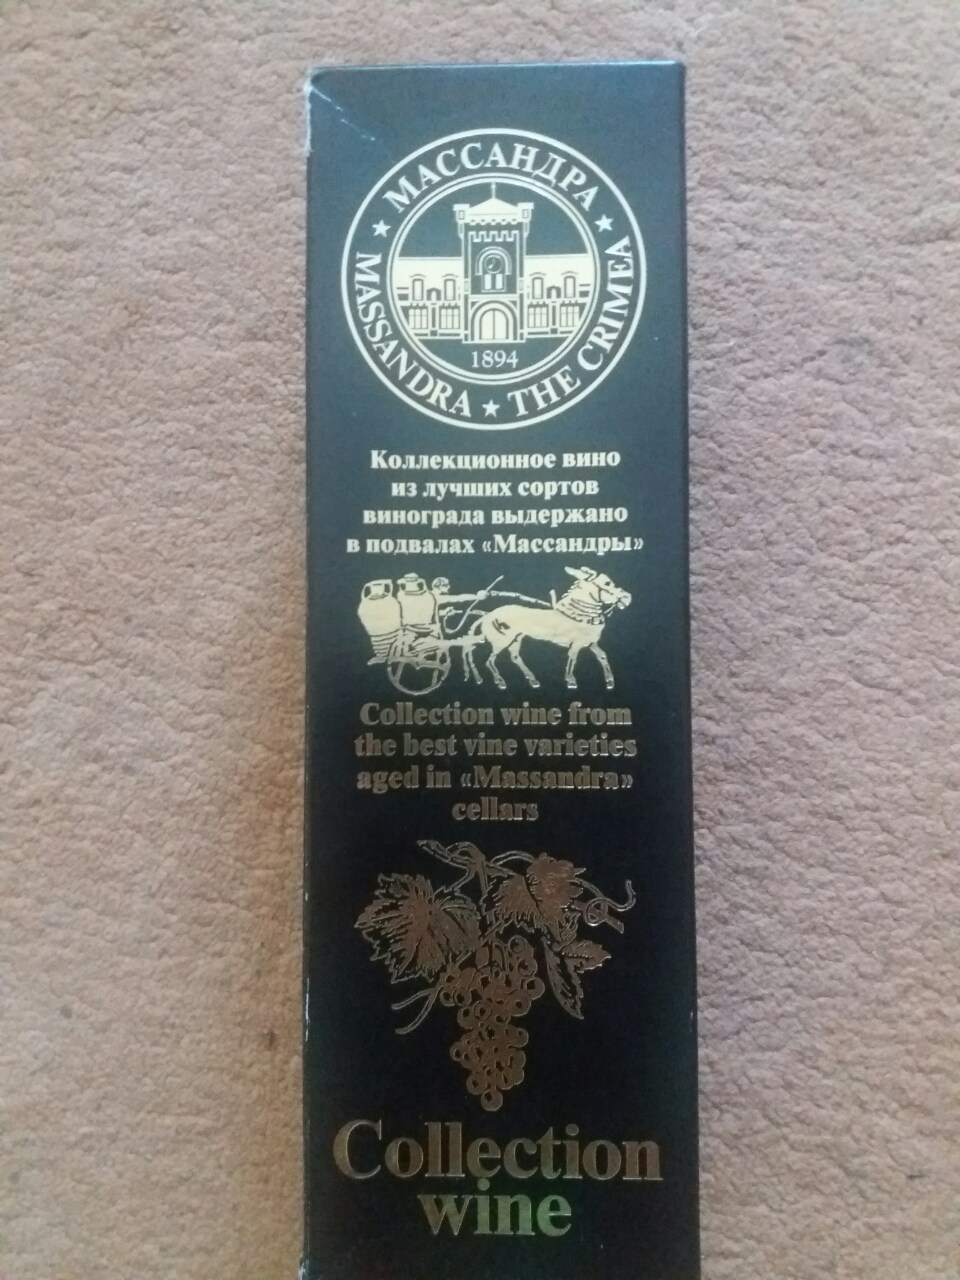 МАССАНДРА
MASSANDRA ★ THE CRIMEA
1894
Коллекционное вино
из лучших сортов
винограда выдержано
в подвалах «Массандры»
Collection wine from
the best vine varieties
aged in «Massandra»
cellars
Collection
wine